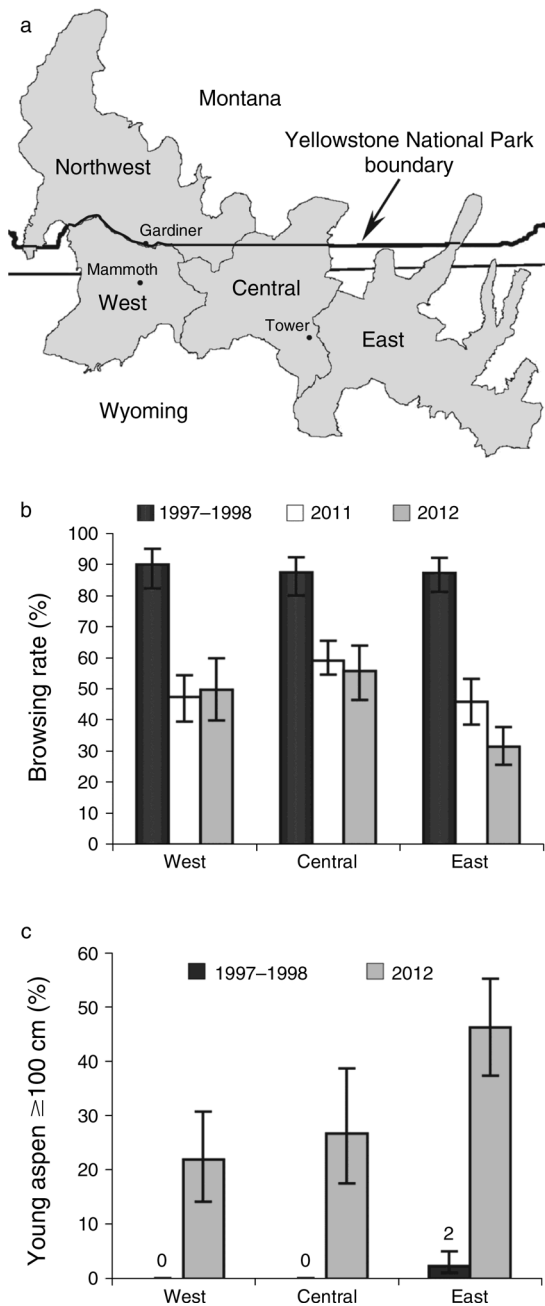 a
Montana
Yellowstone National Park
boundary
Northwest
Gardiner
Mammoth
West
Central
Tower
East
Wyoming
b
1997–1998 2011 2012
Browsing rate (%)
100
90
80
70
60
50
40
30
20
10
0
West Central East
c
1997–1998 2012
Young aspen ≥100 cm (%)
60
50
40
30
20
10
0
0 0 2
West Central East